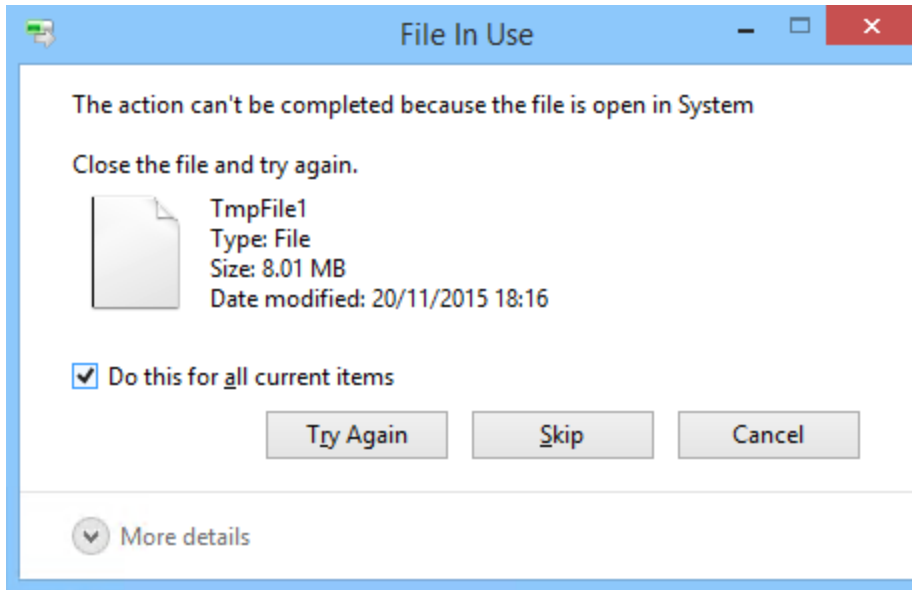 File In Use
The action can't be completed because the file is open in System
Close the file and try again.
TmpFile1
Type: File
Size: 8.01 MB
Date modified: 20/11/2015 18:16
Do this for all current items
Try Again Skip Cancel
More details